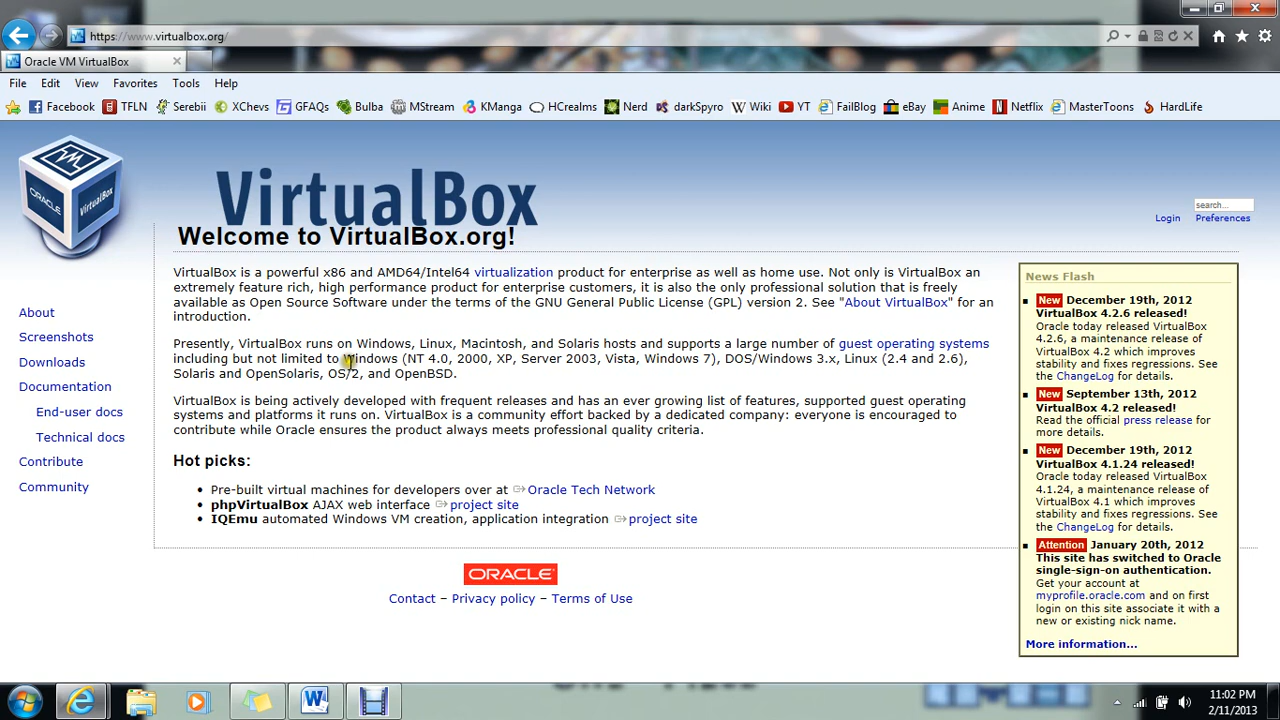 https://www.virtualbox.org/
Oracle VM VirtualBox
File Edit View Favorites Tools Help
Facebook TFLN Serebii XChevs GFAQs Bulba MStream KManga HCrealms Nerd darkSpyro Wiki YT FailBlog eBay Anime Netflix MasterToons HardLife
ORACLE
VirtualBox
VirtualBox
search...
Login Preferences
Welcome to VirtualBox.org!
About
Screenshots
Downloads
Documentation
End-user docs
Technical docs
Contribute
Community
VirtualBox is a powerful x86 and AMD64/Intel64 virtualization product for enterprise as well as home use. Not only is VirtualBox an
extremely feature rich, high performance product for enterprise customers, it is also the only professional solution that is freely
available as Open Source Software under the terms of the GNU General Public License (GPL) version 2. See "About VirtualBox" for an
introduction.
Presently, VirtualBox runs on Windows, Linux, Macintosh, and Solaris hosts and supports a large number of guest operating systems
including but not limited to Windows (NT 4.0, 2000, XP, Server 2003, Vista, Windows 7), DOS/Windows 3.x, Linux (2.4 and 2.6),
Solaris and OpenSolaris, OS/2, and OpenBSD.
VirtualBox is being actively developed with frequent releases and has an ever growing list of features, supported guest operating
systems and platforms it runs on. VirtualBox is a community effort backed by a dedicated company: everyone is encouraged to
contribute while Oracle ensures the product always meets professional quality criteria.
Hot picks:
Pre-built virtual machines for developers over at Oracle Tech Network
phpVirtualBox AJAX web interface project site
IQEmu automated Windows VM creation, application integration project site
News Flash
New December 19th, 2012
VirtualBox 4.2.6 released!
Oracle today released VirtualBox
4.2.6, a maintenance release of
VirtualBox 4.2 which improves
stability and fixes regressions. See
the ChangeLog for details.
New September 13th, 2012
VirtualBox 4.2 released!
Read the official press release for
more details.
New December 19th, 2012
VirtualBox 4.1.24 released!
Oracle today released VirtualBox
4.1.24, a maintenance release of
VirtualBox 4.1 which improves
stability and fixes regressions. See
the ChangeLog for details.
Attention January 20th, 2012
This site has switched to Oracle
single-sign-on authentication.
Get your account at
myprofile.oracle.com and on first
login on this site associate it with a
new or existing nick name.
More information...
ORACLE
Contact – Privacy policy – Terms of Use
11:02 PM
2/11/2013